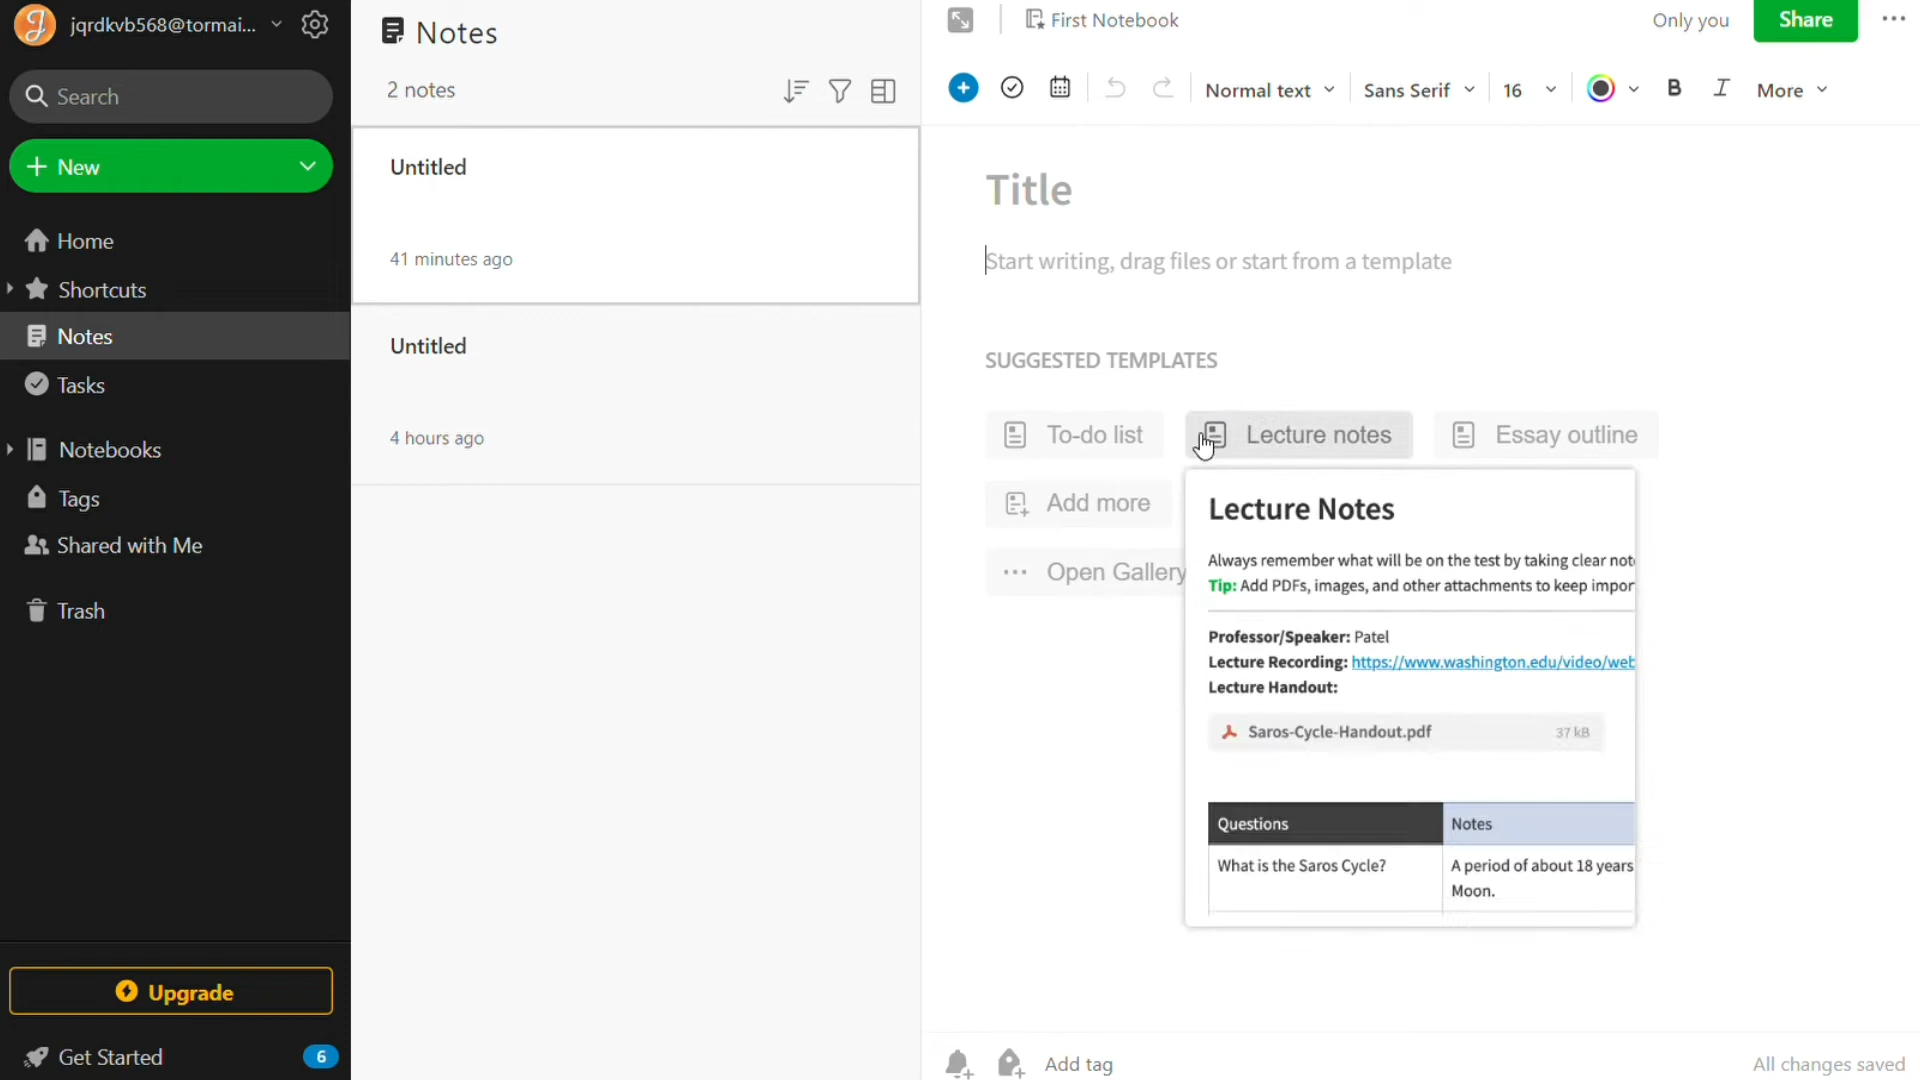 J jqrdkvb568@tormai...
Search
New
Home
Shortcuts
Notes
Tasks
Notebooks
Tags
Shared with Me
Trash
Upgrade
Get Started 6
Notes
2 notes
Untitled
41 minutes ago
Untitled
4 hours ago
First Notebook
Only you
Share
Normal text
Sans Serif
16
B I More
Title
Start writing, drag files or start from a template
SUGGESTED TEMPLATES
To-do list
Lecture notes
Essay outline
Add more
Open Gallery
Lecture Notes
Always remember what will be on the test by taking clear not
Tip: Add PDFs, images, and other attachments to keep impor
Professor/Speaker: Patel
Lecture Recording: https://www.washington.edu/video/web
Lecture Handout:
Saros-Cycle-Handout.pdf 37 kB
Questions Notes
What is the Saros Cycle? A period of about 18 years
Moon.
Add tag
All changes saved